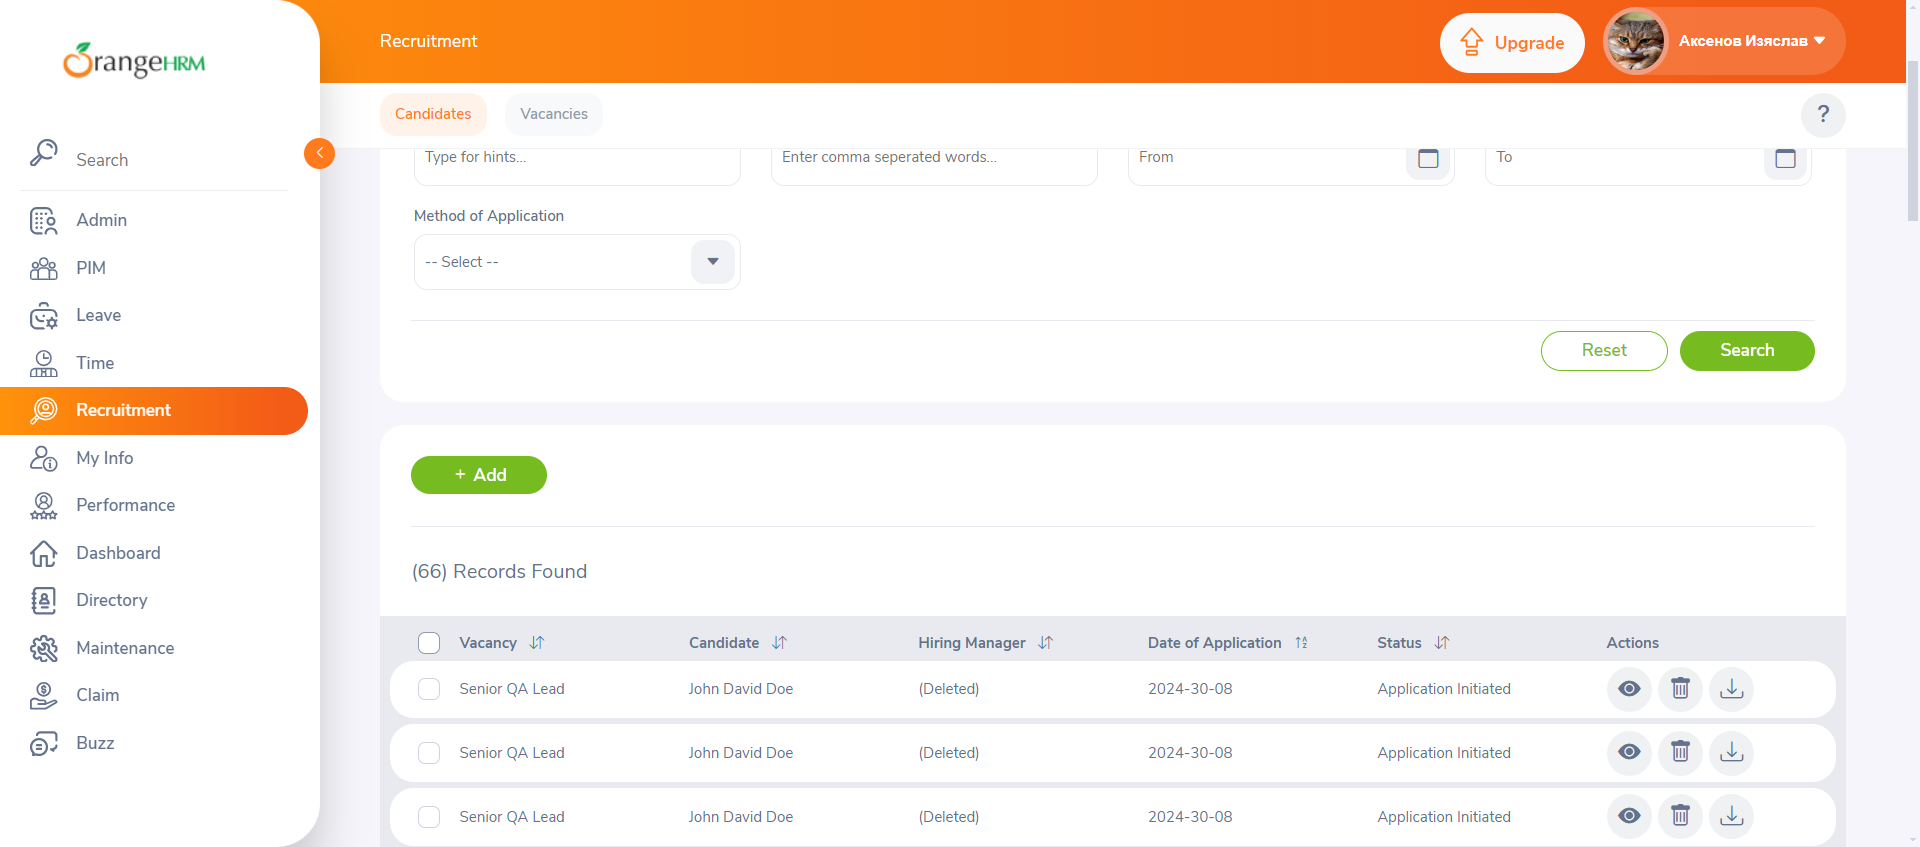 OrangeHRM
Recruitment
Upgrade
Аксенов Изяслав
Candidates
Vacancies
?
Search
Admin
PIM
Leave
Time
Recruitment
My Info
Performance
Dashboard
Directory
Maintenance
Claim
Buzz
Type for hints...
Enter comma seperated words...
From
To
Method of Application
-- Select --
Reset
Search
+ Add
(66) Records Found
Vacancy Candidate Hiring Manager Date of Application Status Actions
Senior QA Lead John David Doe (Deleted) 2024-30-08 Application Initiated
Senior QA Lead John David Doe (Deleted) 2024-30-08 Application Initiated
Senior QA Lead John David Doe (Deleted) 2024-30-08 Application Initiated